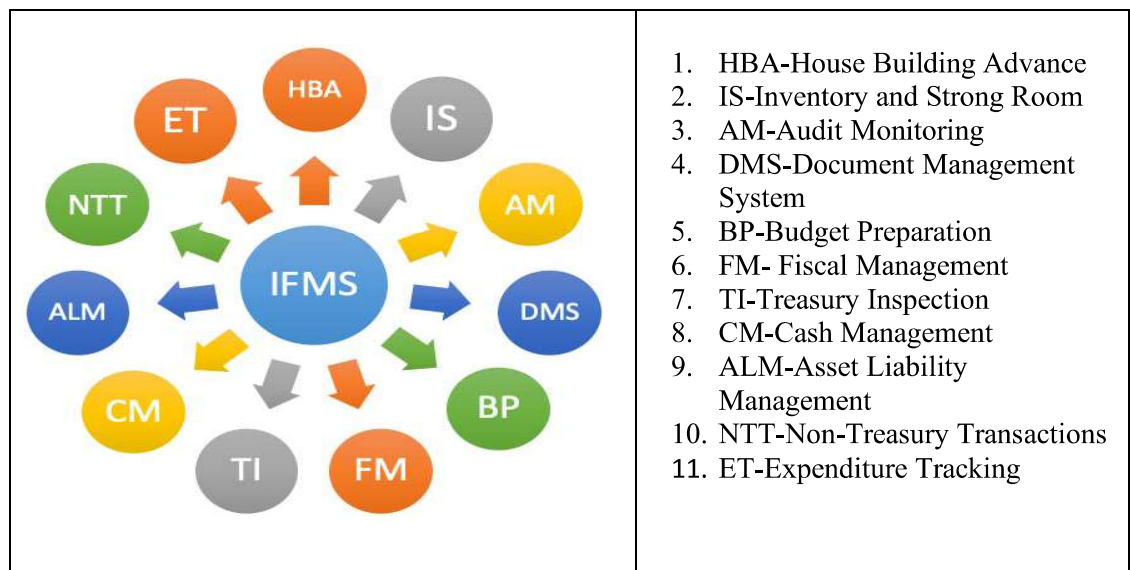 HBA
IS
ET
AM
NTT
IFMS
ALM
DMS
CM
BP
TI
FM
1. HBA-House Building Advance
2. IS-Inventory and Strong Room
3. AM-Audit Monitoring
4. DMS-Document Management
System
5. BP-Budget Preparation
6. FM- Fiscal Management
7. TI-Treasury Inspection
8. CM-Cash Management
9. ALM-Asset Liability
Management
10. NTT-Non-Treasury Transactions
11. ET-Expenditure Tracking